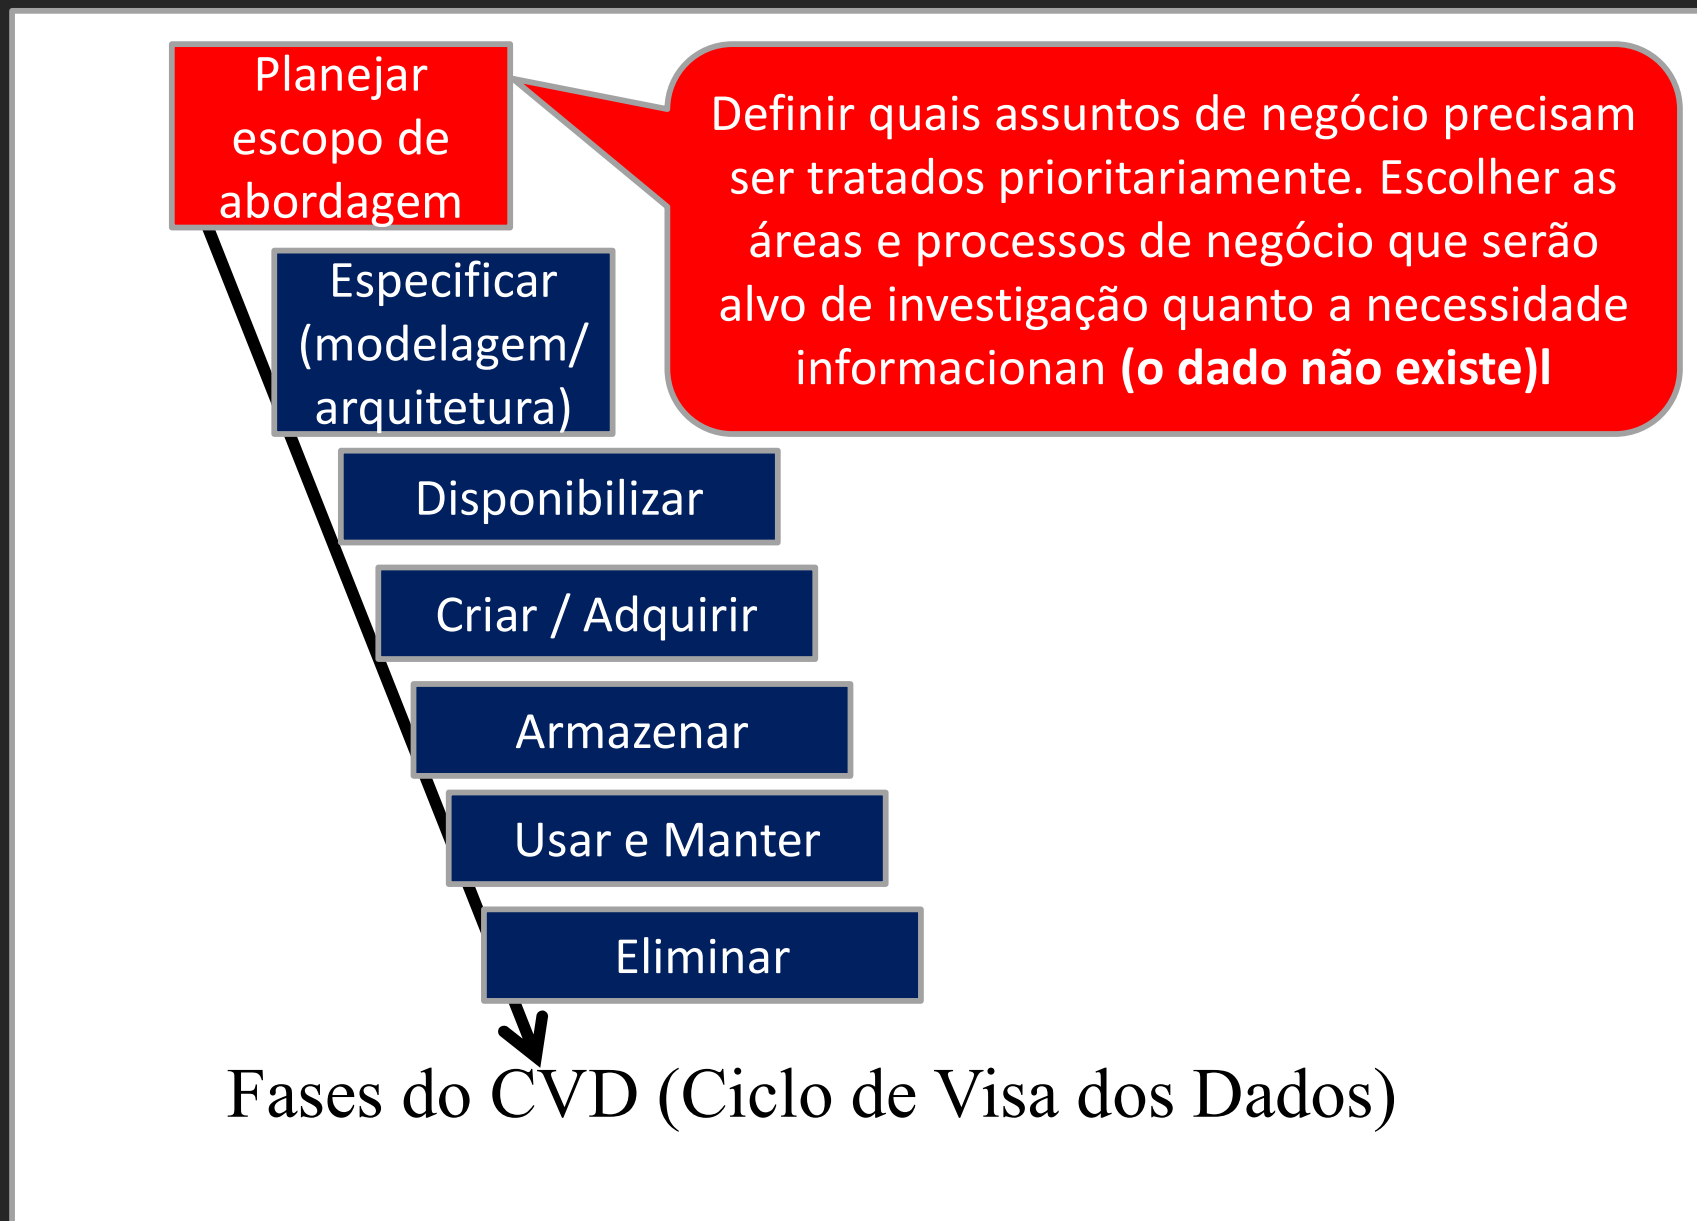 Planejar
escopo de
abordagem
Definir quais assuntos de negócio precisam
ser tratados prioritariamente. Escolher as
áreas e processos de negócio que serão
alvo de investigação quanto a necessidade
informacionan (o dado não existe)l
Especificar
(modelagem/
arquitetura)
Disponibilizar
Criar / Adquirir
Armazenar
Usar e Manter
Eliminar
Fases do CVD (Ciclo de Visa dos Dados)